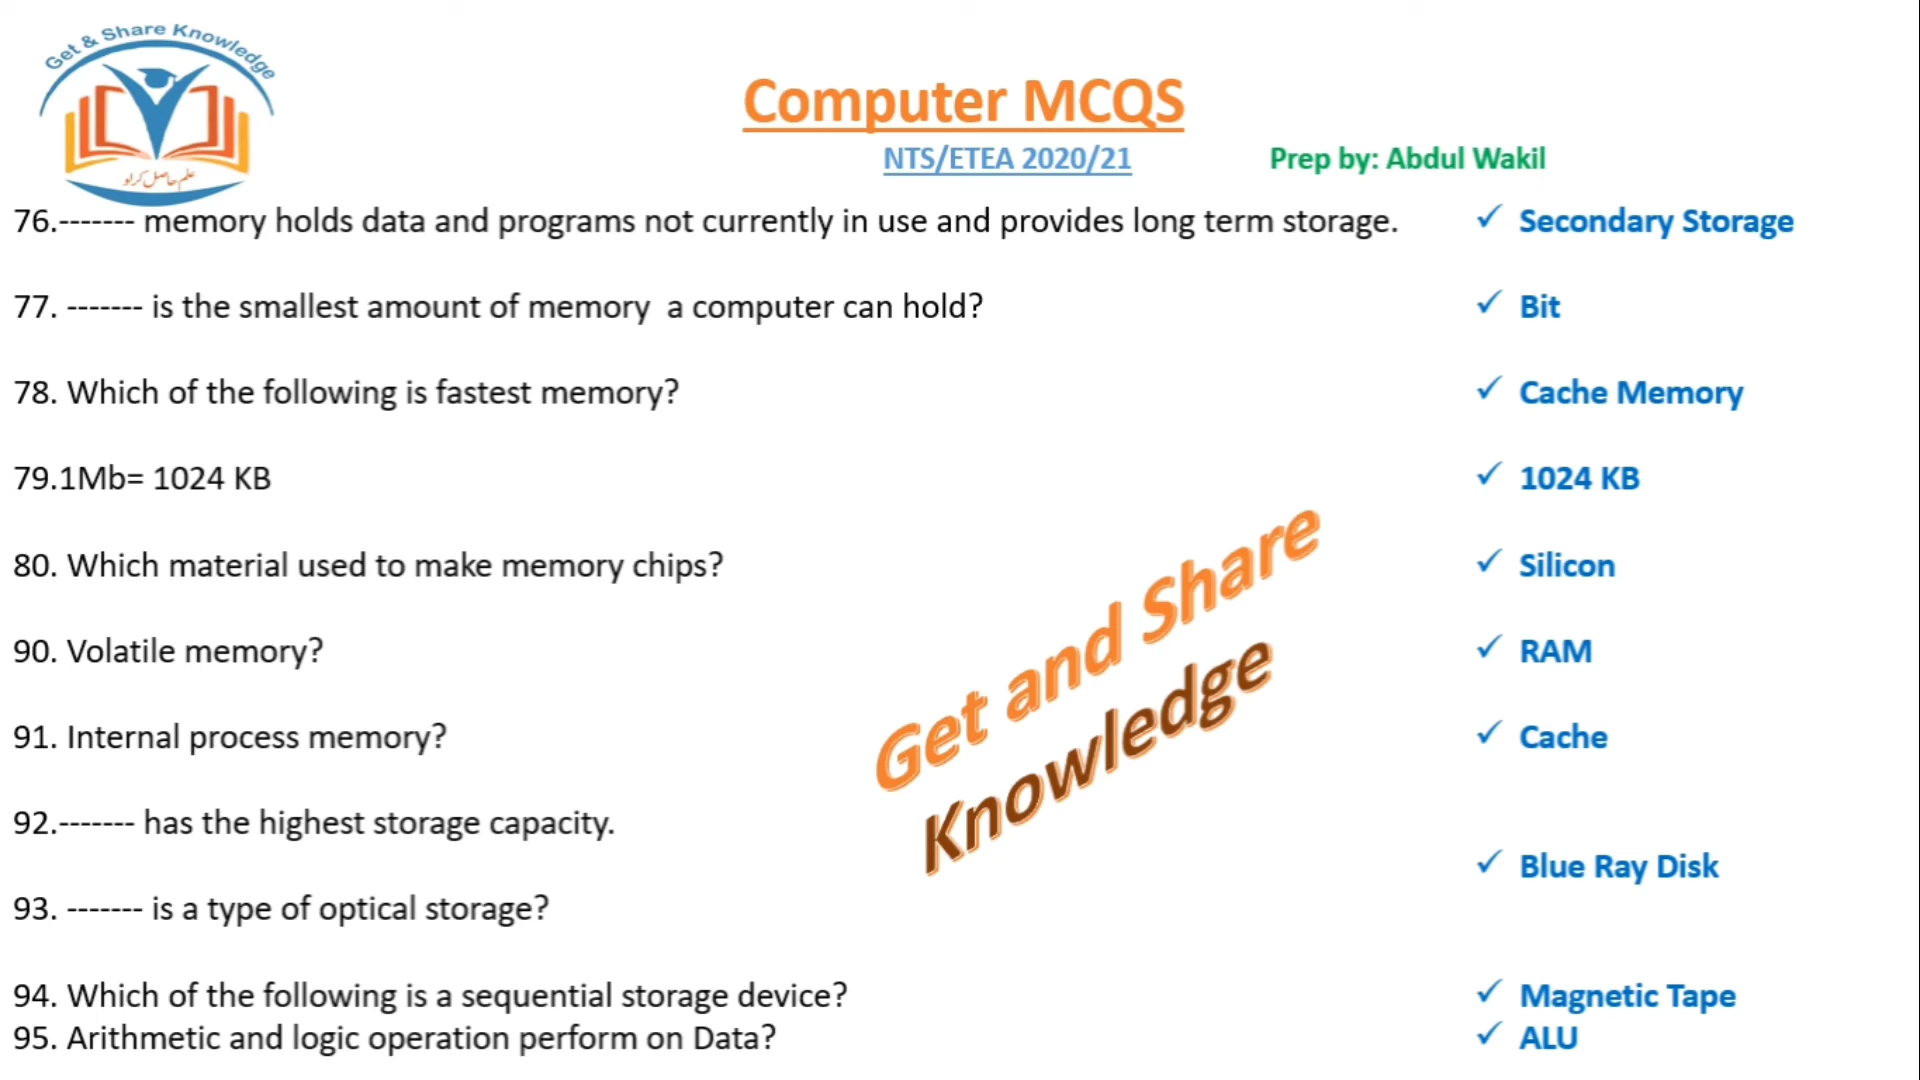 Get & Share Knowledge
علم حاصل کرلو
Computer MCQS
NTS/ETEA 2020/21
Prep by: Abdul Wakil
76.------- memory holds data and programs not currently in use and provides long term storage. ✓ Secondary Storage
77. ------- is the smallest amount of memory  a computer can hold? ✓ Bit
78. Which of the following is fastest memory? ✓ Cache Memory
79.1Mb= 1024 KB ✓ 1024 KB
80. Which material used to make memory chips? ✓ Silicon
90. Volatile memory? ✓ RAM
91. Internal process memory? ✓ Cache
92.------- has the highest storage capacity.
✓ Blue Ray Disk
93. ------- is a type of optical storage?
94. Which of the following is a sequential storage device? ✓ Magnetic Tape
95. Arithmetic and logic operation perform on Data? ✓ ALU
Get and Share
Knowledge